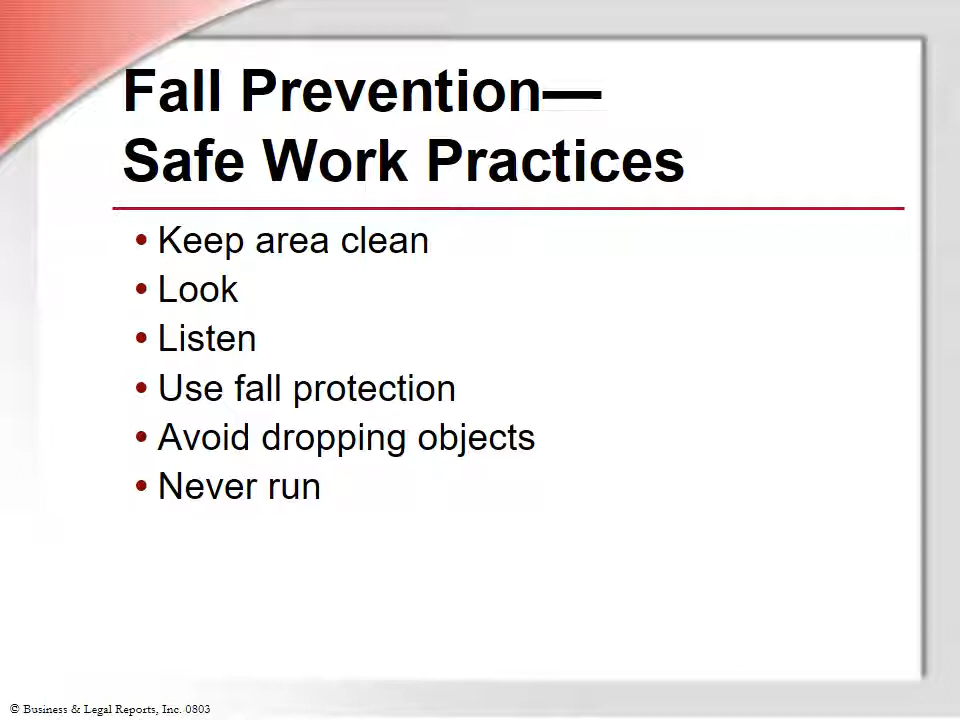 Fall Prevention—
Safe Work Practices
• Keep area clean
• Look
• Listen
• Use fall protection
• Avoid dropping objects
• Never run
© Business & Legal Reports, Inc. 0803